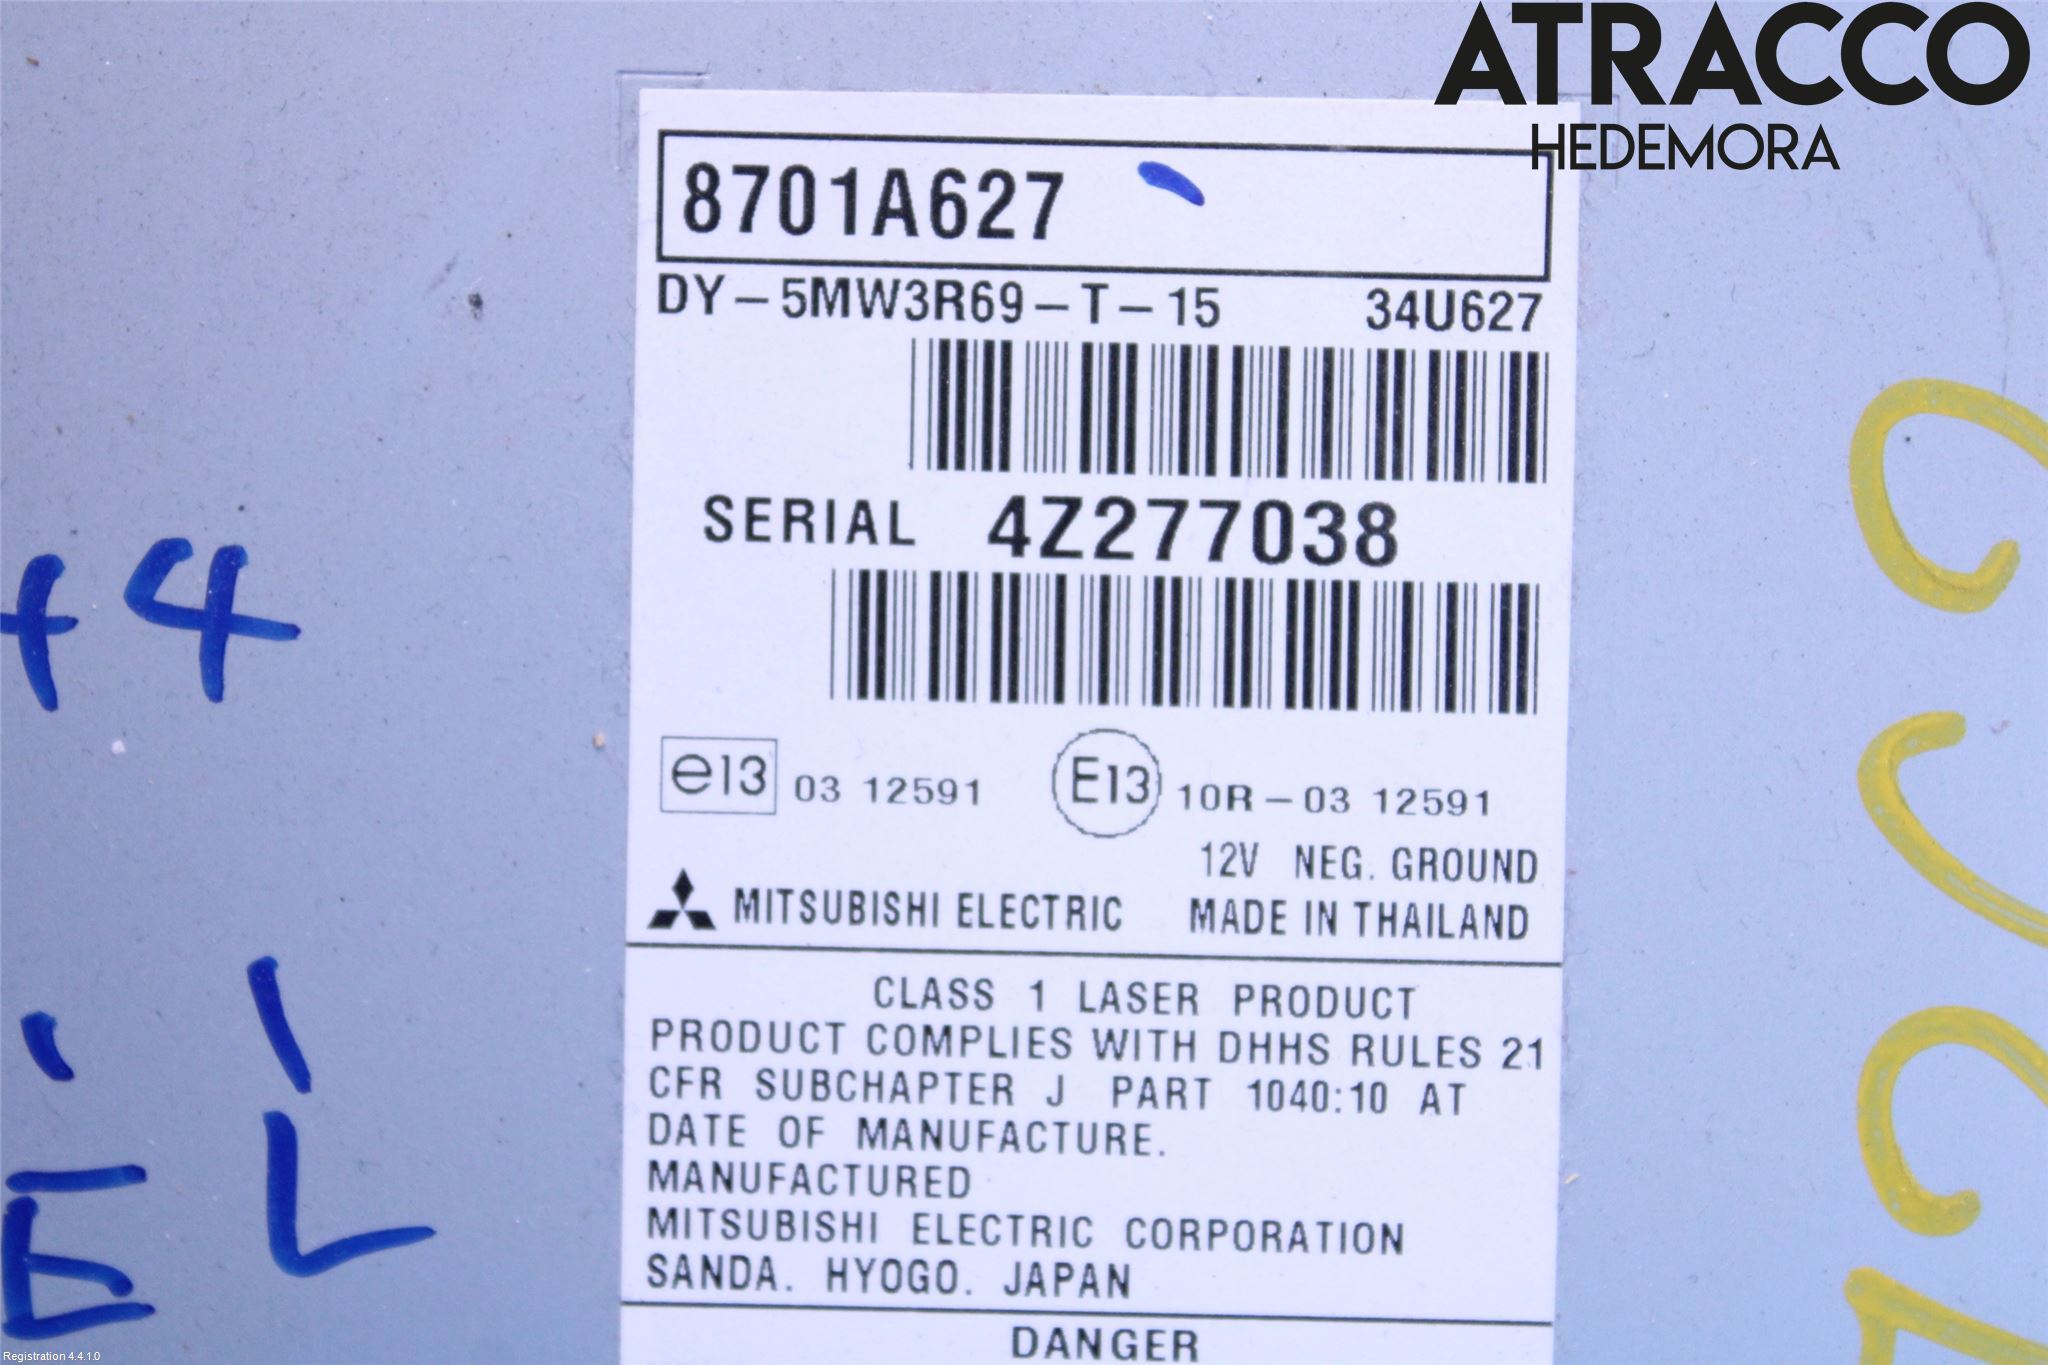 ATRACCO
HEDEMORA
8701A627
DY-5MW3R69-T-15 34U627
SERIAL 4Z277038
e13 03 12591 E13 10R-03 12591
12V NEG. GROUND
MITSUBISHI ELECTRIC MADE IN THAILAND
CLASS 1 LASER PRODUCT
PRODUCT COMPLIES WITH DHHS RULES 21
CFR SUBCHAPTER J PART 1040:10 AT
DATE OF MANUFACTURE.
MANUFACTURED
MITSUBISHI ELECTRIC CORPORATION
SANDA. HYOGO. JAPAN
DANGER
Registration 4.4.1.0